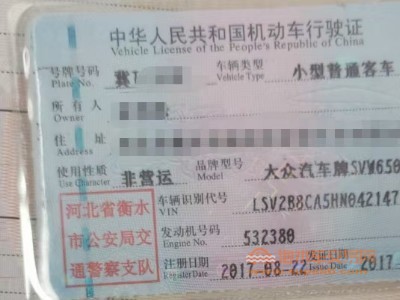 中华人民共和国机动车行驶证
Vehicle License of the People's Republic of China
号牌号码 冀T 车辆类型 小型普通客车
Plate No. Vehicle Type
所有人
Owner
住址
Address
使用性质 非营运 品牌型号 大众汽车牌SVW650
Use Character Model
河北省衡水
市公安局交
通警察支队
车辆识别代号 LSV2B8CA5HN042147
VIN
发动机号码 532380
Engine No.
注册日期 2017-08-22 发证日期 2017
Register Date Issue Date